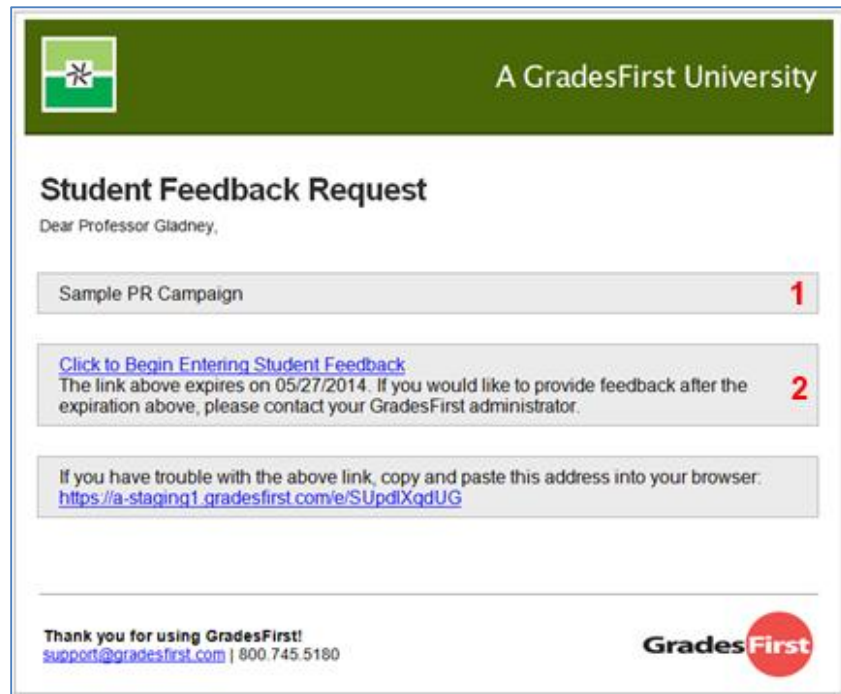 A GradesFirst University
Student Feedback Request
Dear Professor Gladney,
Sample PR Campaign 1
Click to Begin Entering Student Feedback
The link above expires on 05/27/2014. If you would like to provide feedback after the
expiration above, please contact your GradesFirst administrator. 2
If you have trouble with the above link, copy and paste this address into your browser:
https://a-staging1.gradesfirst.com/e/SUpdlXqdUG
Thank you for using GradesFirst!
support@gradesfirst.com | 800.745.5180
GradesFirst